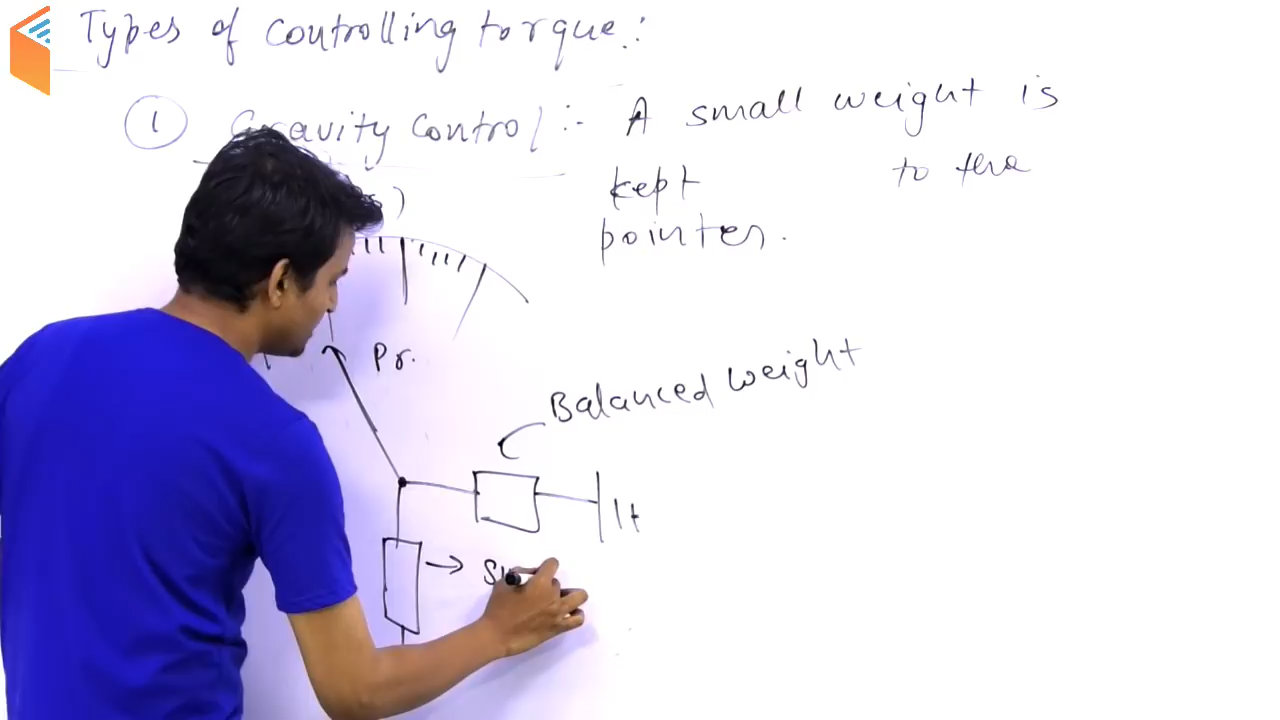 Types of controlling torque :
① Gravity Control :- A small weight is
kept to the
pointer.
Pr.
Balanced weight